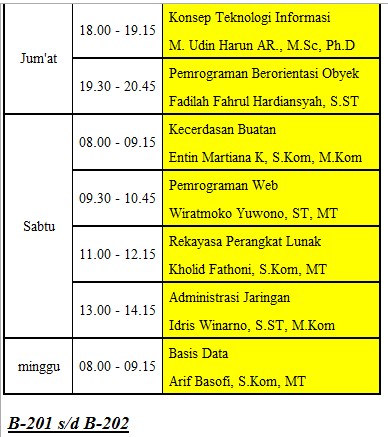 Jum'at
18.00 - 19.15
Konsep Teknologi Informasi
M. Udin Harun AR., M.Sc, Ph.D
19.30 - 20.45
Pemrograman Berorientasi Obyek
Fadilah Fahrul Hardiansyah, S.ST
Sabtu
08.00 - 09.15
Kecerdasan Buatan
Entin Martiana K, S.Kom, M.Kom
09.30 - 10.45
Pemrograman Web
Wiratmoko Yuwono, ST, MT
11.00 - 12.15
Rekayasa Perangkat Lunak
Kholid Fathoni, S.Kom, MT
13.00 - 14.15
Administrasi Jaringan
Idris Winarno, S.ST, M.Kom
minggu
08.00 - 09.15
Basis Data
Arif Basofi, S.Kom, MT
B-201 s/d B-202